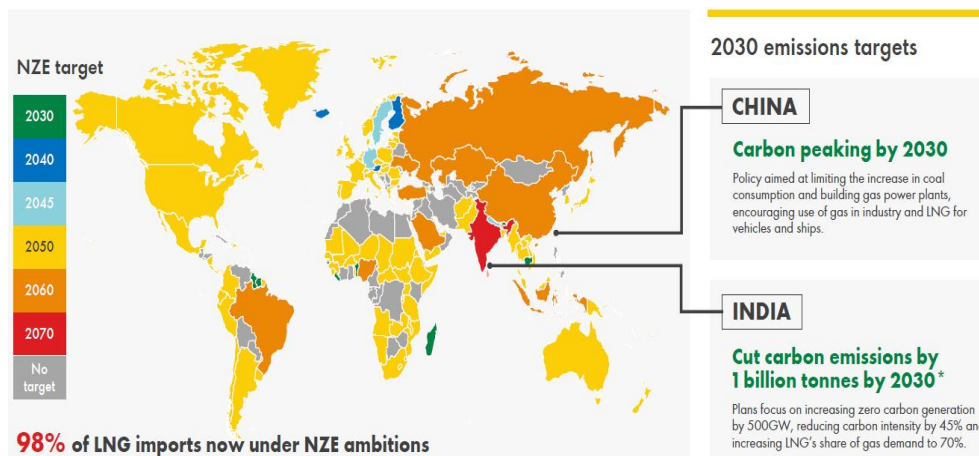 NZE target
2030
2040
2045
2050
2060
2070
No
target
98% of LNG imports now under NZE ambitions
2030 emissions targets
CHINA
Carbon peaking by 2030
Policy aimed at limiting the increase in coal
consumption and building gas power plants,
encouraging use of gas in industry and LNG for
vehicles and ships.
INDIA
Cut carbon emissions by
1 billion tonnes by 2030*
Plans focus on increasing zero carbon generation
by 500GW, reducing carbon intensity by 45% and
increasing LNG's share of gas demand to 70%.